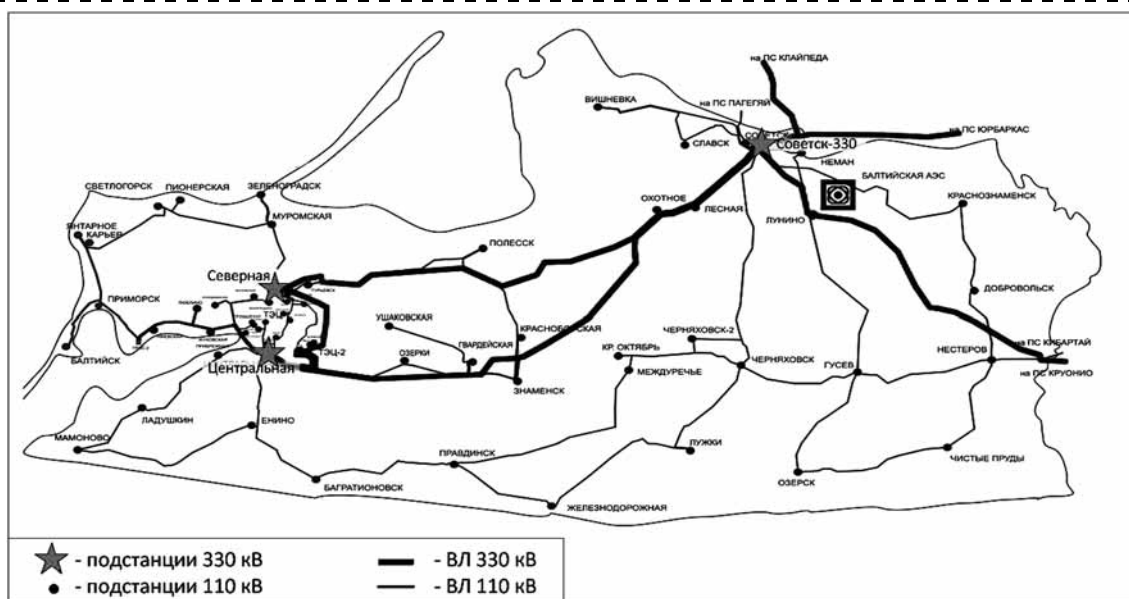 на ПС КЛАЙПЕДА
ВИШНЕВКА
на ПС ПАГЕГЯЙ
на ПС ЮРБАРКАС
СОВЕТСК
Советск-330
СЛАВСК
НЕМАН
БАЛТИЙСКАЯ АЭС
СВЕТЛОГОРСК
ПИОНЕРСКАЯ
ЗЕЛЕНОГРАДСК
КРАСНОЗНАМЕНСК
ОХОТНОЕ
ЛЕСНАЯ
ЛУНИНО
МУРОМСКАЯ
ЯНТАРНОЕ
КАРЬЕР
ПОЛЕССК
Северная
ДОБРОВОЛЬСК
ПРИМОРСК
ТЭЦ
УШАКОВСКАЯ
КРАСНОБОРСКАЯ
ЧЕРНЯХОВСК-2
ТЭЦ-2
БАЛТИЙСК
Центральная
ОЗЕРКИ
ГВАРДЕЙСКАЯ
КР. ОКТЯБРЬ
ЧЕРНЯХОВСК
ГУСЕВ
НЕСТЕРОВ
на ПС КИБАРТАЙ
на ПС КРУОНИО
МЕЖДУРЕЧЬЕ
ЗНАМЕНСК
ЛАДУШКИН
ЕНИНО
МАМОНОВО
ПРАВДИНСК
ЛУЖКИ
ЧИСТЫЕ ПРУДЫ
ОЗЕРСК
БАГРАТИОНОВСК
ЖЕЛЕЗНОДОРОЖНАЯ
- подстанции 330 кВ
- ВЛ 330 кВ
- подстанции 110 кВ
- ВЛ 110 кВ